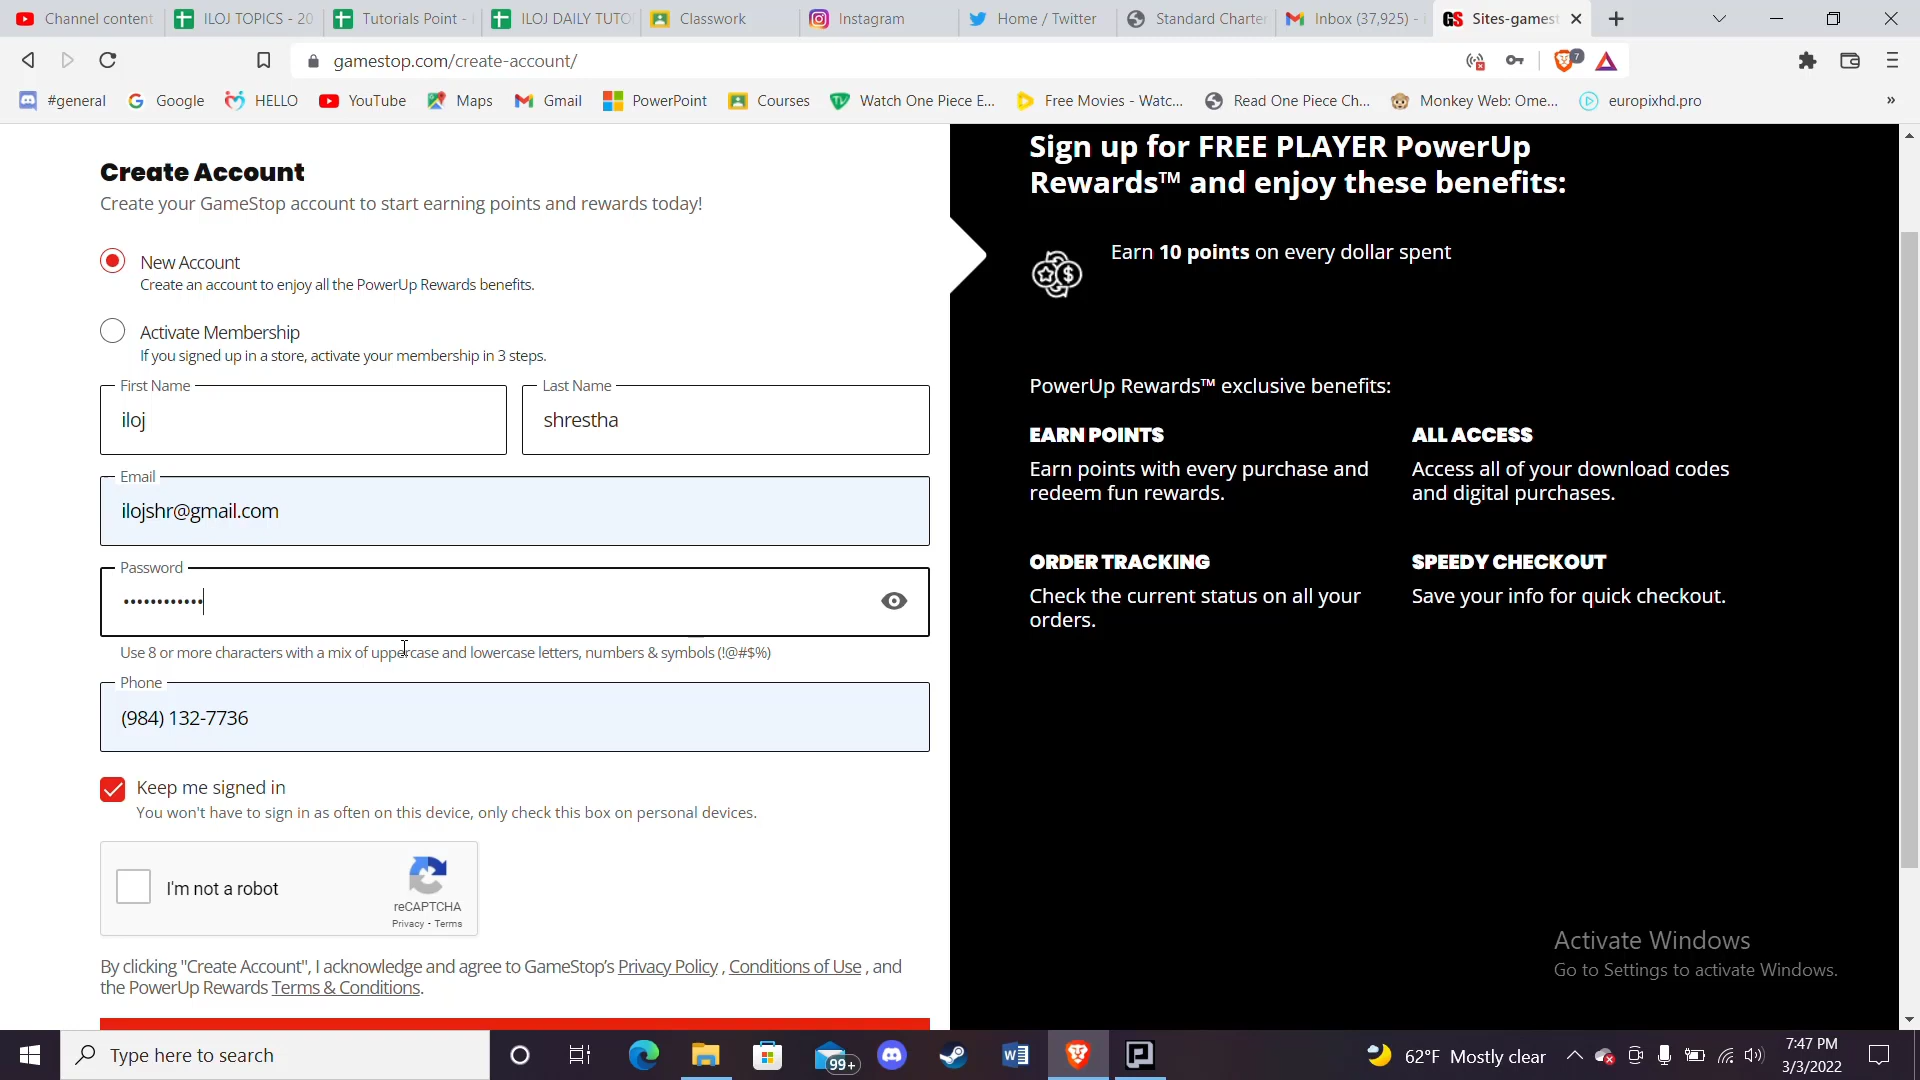 Channel content
ILOJ TOPICS - 20
Tutorials Point -
ILOJ DAILY TUTO
Classwork
Instagram
Home / Twitter
Standard Charter
Inbox (37,925) -
GS Sites-gamest
gamestop.com/create-account/
7
#general
Google
HELLO
YouTube
Maps
Gmail
PowerPoint
Courses
Watch One Piece E...
Free Movies - Watc...
Read One Piece Ch...
Monkey Web: Ome...
europixhd.pro
»
Create Account
Create your GameStop account to start earning points and rewards today!
New Account
Create an account to enjoy all the PowerUp Rewards benefits.
Activate Membership
If you signed up in a store, activate your membership in 3 steps.
First Name
iloj
Last Name
shrestha
Email
ilojshr@gmail.com
Password
••••••••••••
Use 8 or more characters with a mix of uppercase and lowercase letters, numbers & symbols (!@#$%)
Phone
(984) 132-7736
Keep me signed in
You won't have to sign in as often on this device, only check this box on personal devices.
I'm not a robot
reCAPTCHA
Privacy - Terms
By clicking "Create Account", I acknowledge and agree to GameStop's Privacy Policy , Conditions of Use , and
the PowerUp Rewards Terms & Conditions.
Sign up for FREE PLAYER PowerUp
Rewards™ and enjoy these benefits:
Earn 10 points on every dollar spent
PowerUp Rewards™ exclusive benefits:
EARN POINTS
Earn points with every purchase and
redeem fun rewards.
ALL ACCESS
Access all of your download codes
and digital purchases.
ORDER TRACKING
Check the current status on all your
orders.
SPEEDY CHECKOUT
Save your info for quick checkout.
Activate Windows
Go to Settings to activate Windows.
Type here to search
99+
62°F Mostly clear
7:47 PM
3/3/2022